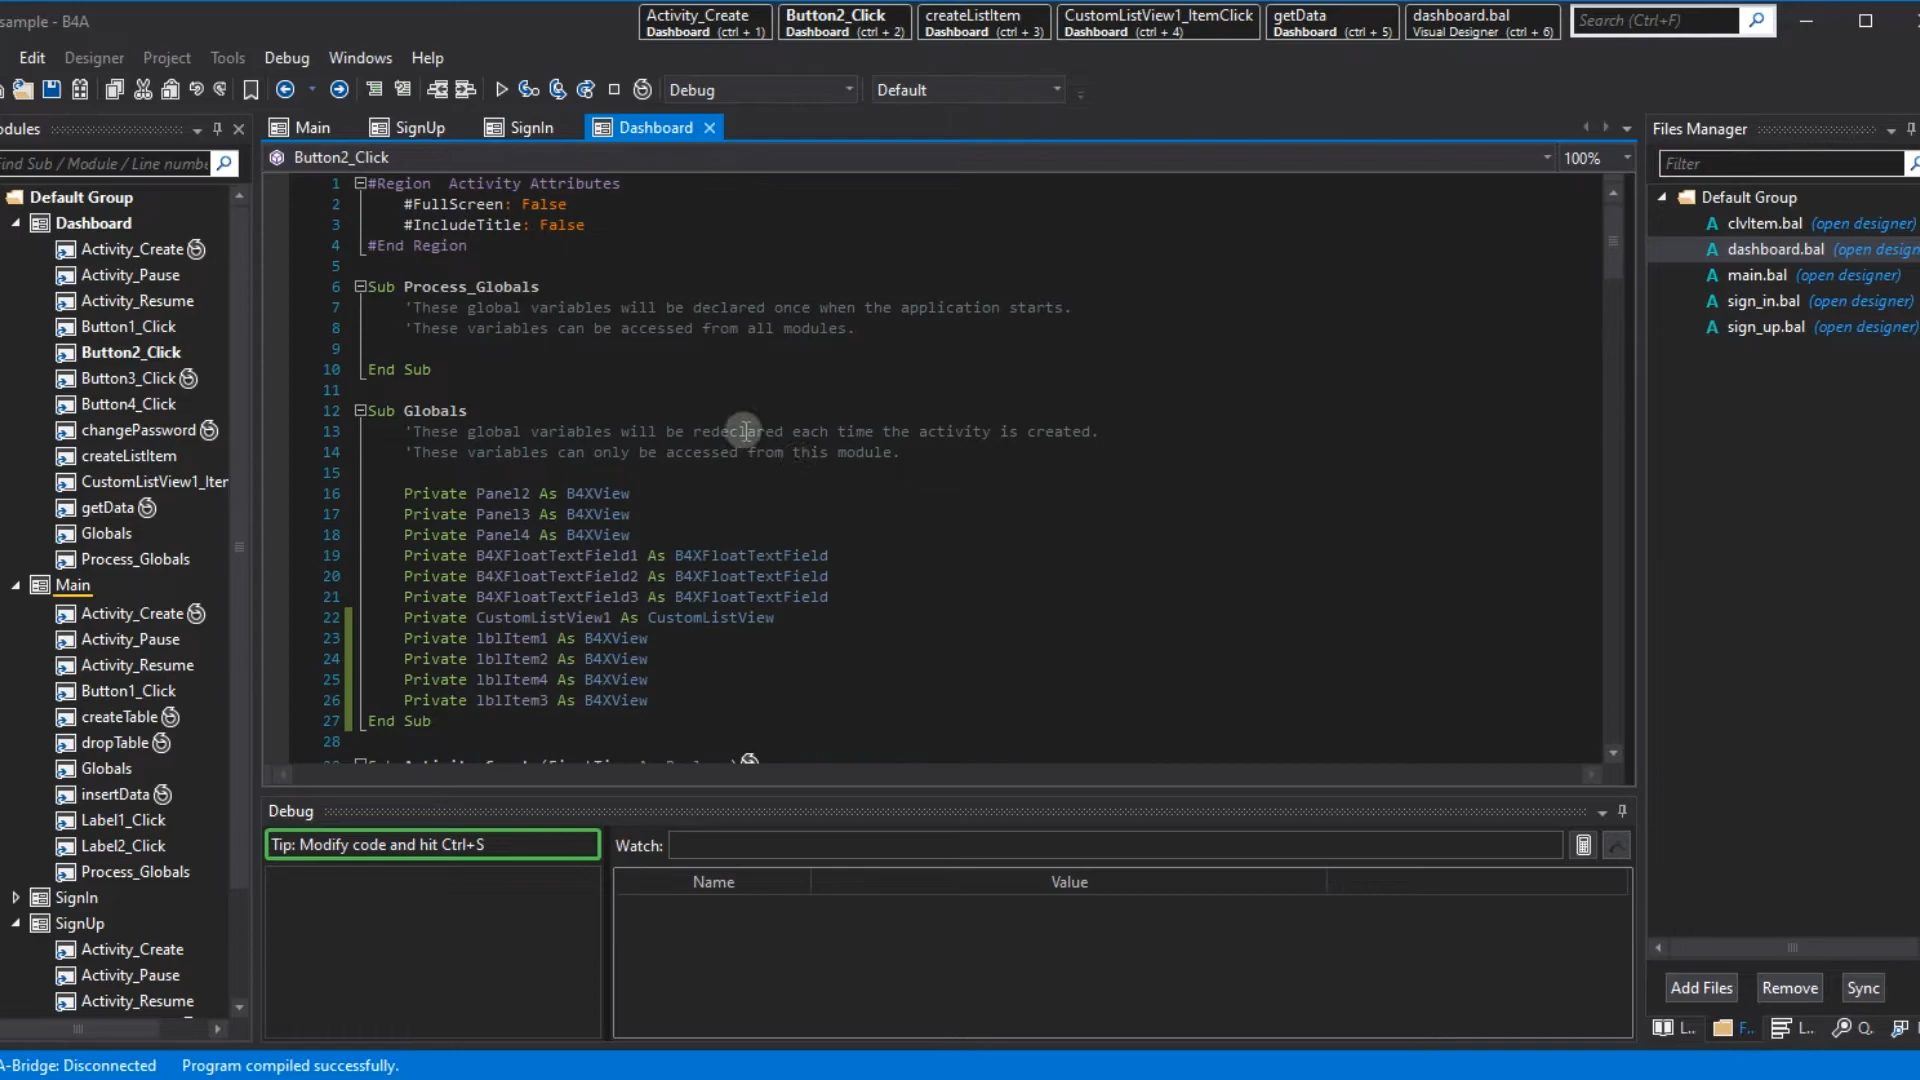 sample - B4A
Activity_Create
Dashboard (ctrl + 1)
Button2_Click
Dashboard (ctrl + 2)
createListItem
Dashboard (ctrl + 3)
CustomListView1_ItemClick
Dashboard (ctrl + 4)
getData
Dashboard (ctrl + 5)
dashboard.bal
Visual Designer (ctrl + 6)
Search (Ctrl+F)
Edit Designer Project Tools Debug Windows Help
Debug
Default
odules
Find Sub / Module / Line numbe
Default Group
Dashboard
Activity_Create
Activity_Pause
Activity_Resume
Button1_Click
Button2_Click
Button3_Click
Button4_Click
changePassword
createListItem
CustomListView1_Iter
getData
Globals
Process_Globals
Main
Activity_Create
Activity_Pause
Activity_Resume
Button1_Click
createTable
dropTable
Globals
insertData
Label1_Click
Label2_Click
Process_Globals
SignIn
SignUp
Activity_Create
Activity_Pause
Activity_Resume
Main SignUp SignIn Dashboard
Button2_Click
100%
1 #Region Activity Attributes
2 #FullScreen: False
3 #IncludeTitle: False
4 #End Region
5
6 Sub Process_Globals
7 'These global variables will be declared once when the application starts.
8 'These variables can be accessed from all modules.
9
10 End Sub
11
12 Sub Globals
13 'These global variables will be redeclared each time the activity is created.
14 'These variables can only be accessed from this module.
15
16 Private Panel2 As B4XView
17 Private Panel3 As B4XView
18 Private Panel4 As B4XView
19 Private B4XFloatTextField1 As B4XFloatTextField
20 Private B4XFloatTextField2 As B4XFloatTextField
21 Private B4XFloatTextField3 As B4XFloatTextField
22 Private CustomListView1 As CustomListView
23 Private lblItem1 As B4XView
24 Private lblItem2 As B4XView
25 Private lblItem4 As B4XView
26 Private lblItem3 As B4XView
27 End Sub
28
Debug
Tip: Modify code and hit Ctrl+S
Watch:
Name Value
Files Manager
Filter
Default Group
clvItem.bal (open designer)
dashboard.bal (open design
main.bal (open designer)
sign_in.bal (open designer)
sign_up.bal (open designer)
Add Files Remove Sync
L.. F.. L.. Q.
A-Bridge: Disconnected Program compiled successfully.